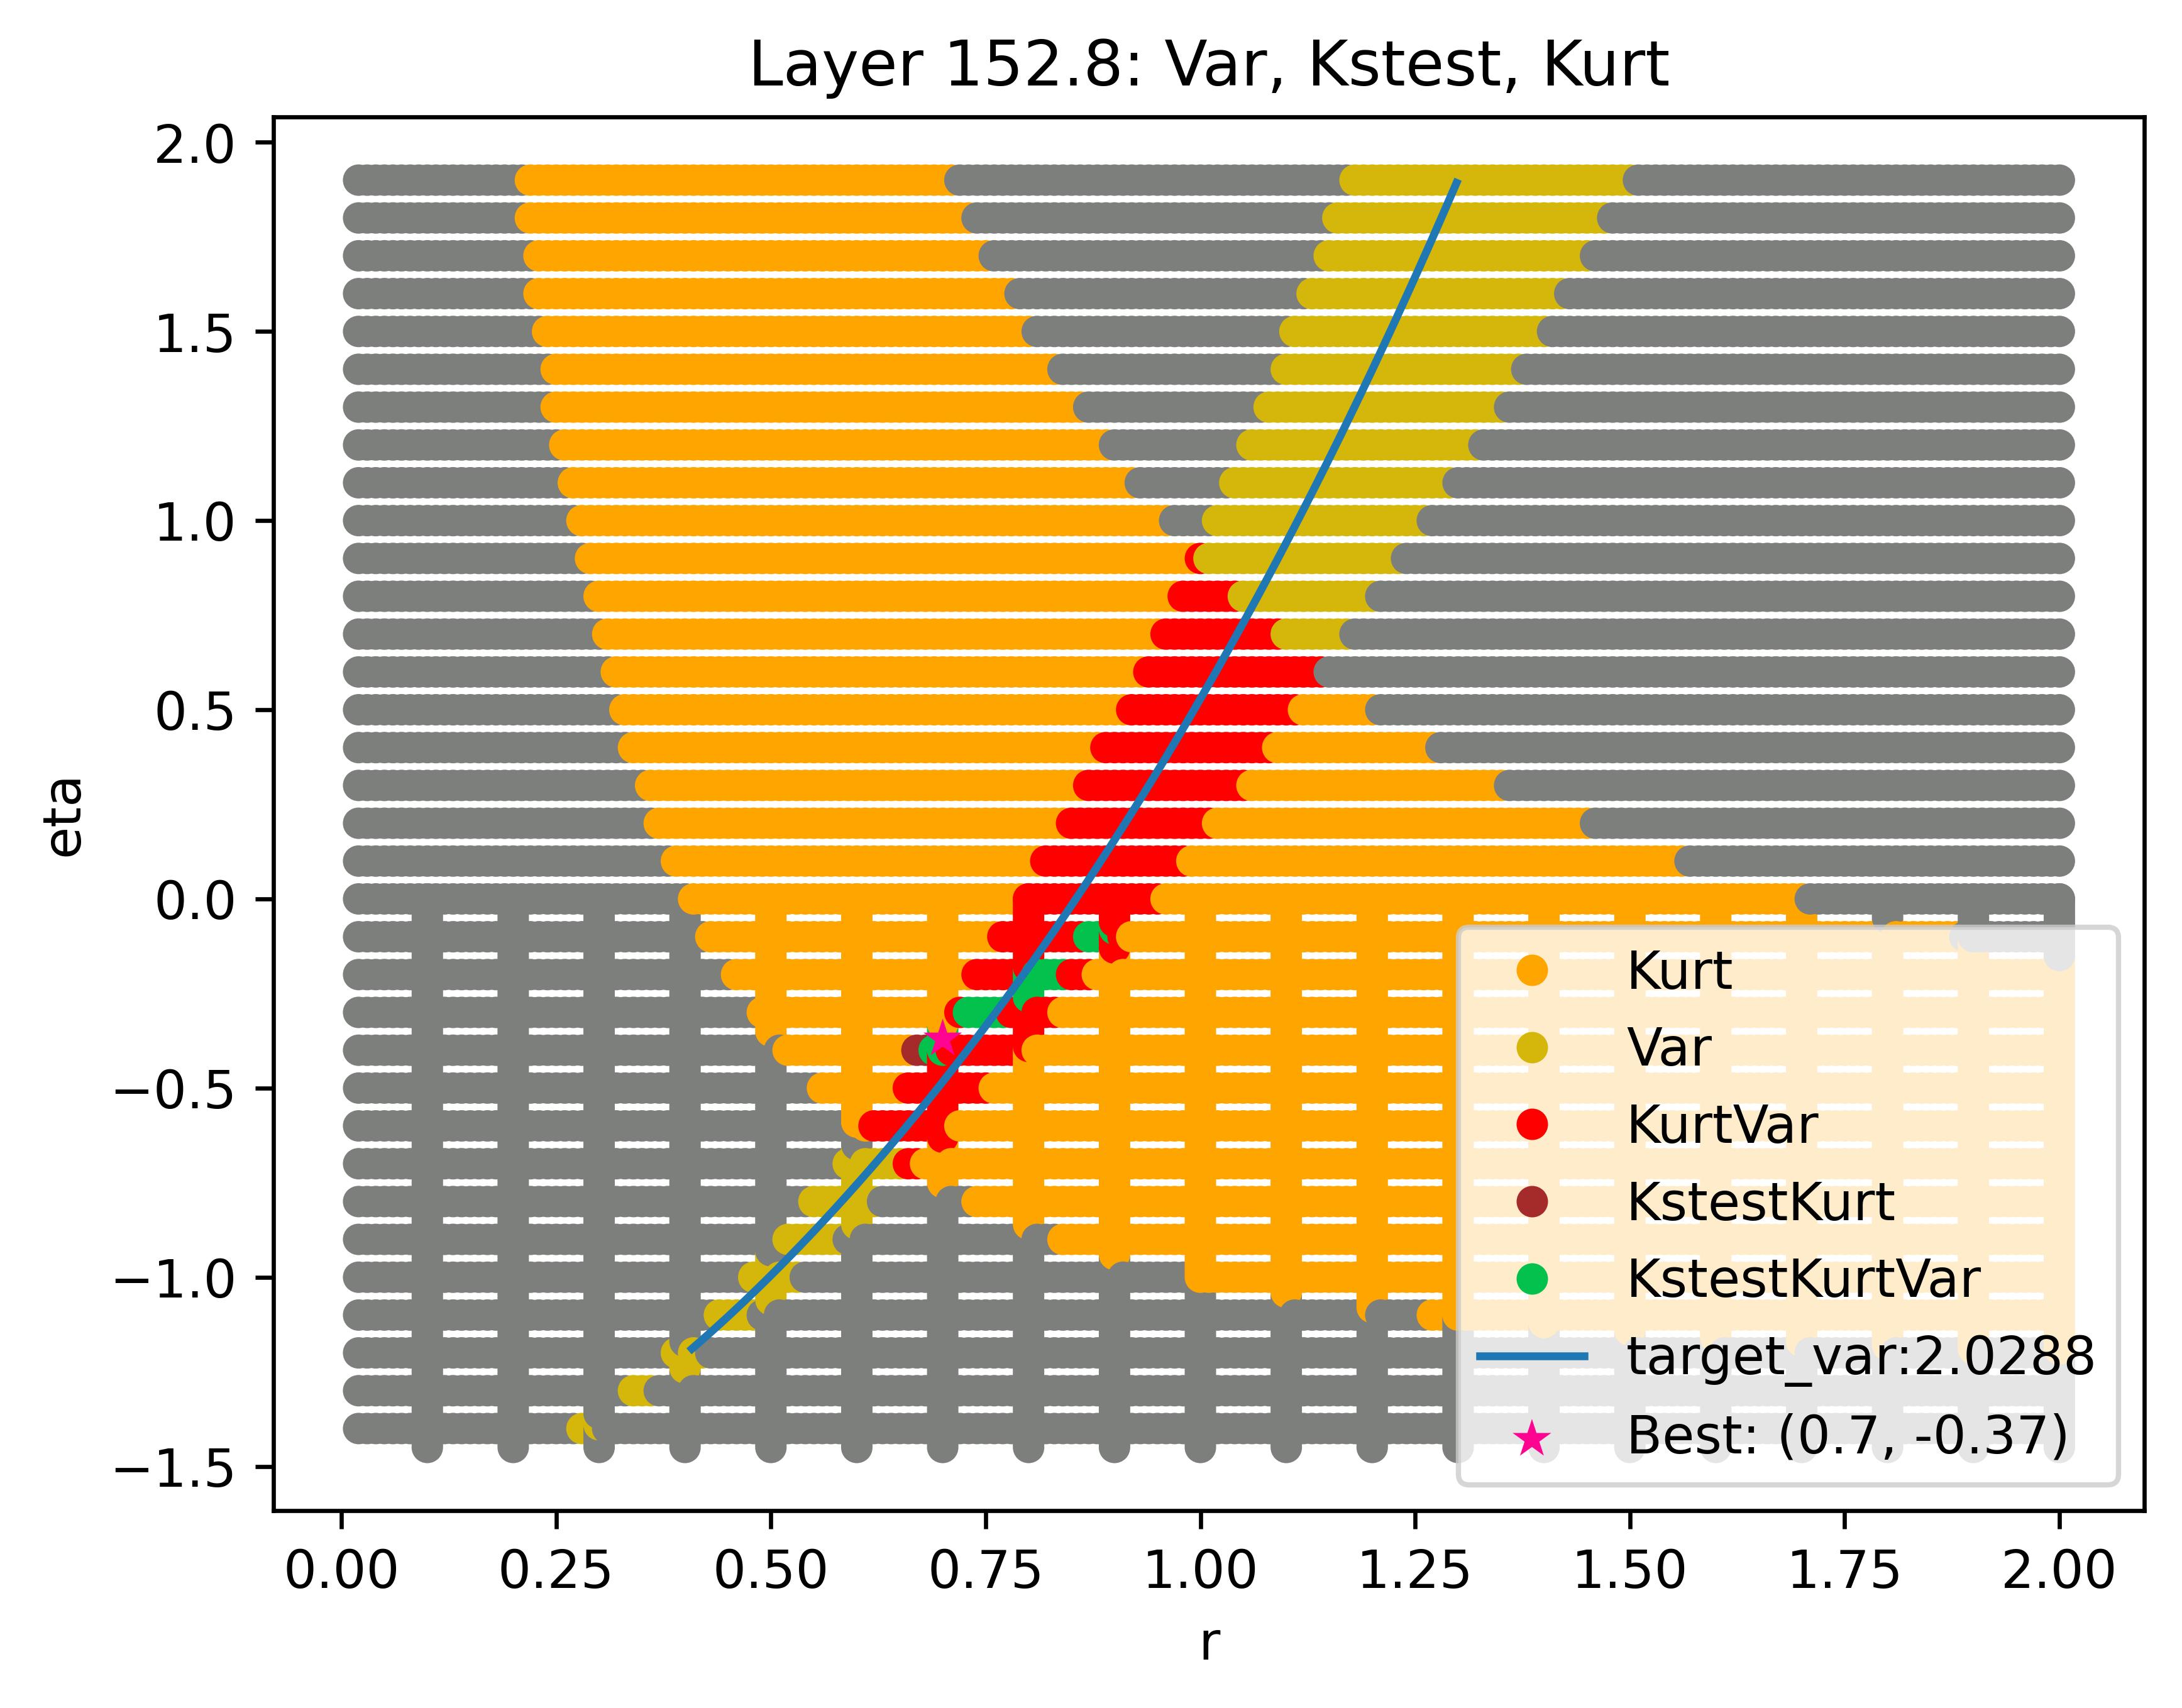 Layer 152.8: Var, Kstest, Kurt
2.0
1.5
1.0
0.5
0.0
−0.5
−1.0
−1.5
eta
Kurt
Var
KurtVar
KstestKurt
KstestKurtVar
target_var:2.0288
Best: (0.7, -0.37)
0.00 0.25 0.50 0.75 1.00 1.25 1.50 1.75 2.00
r